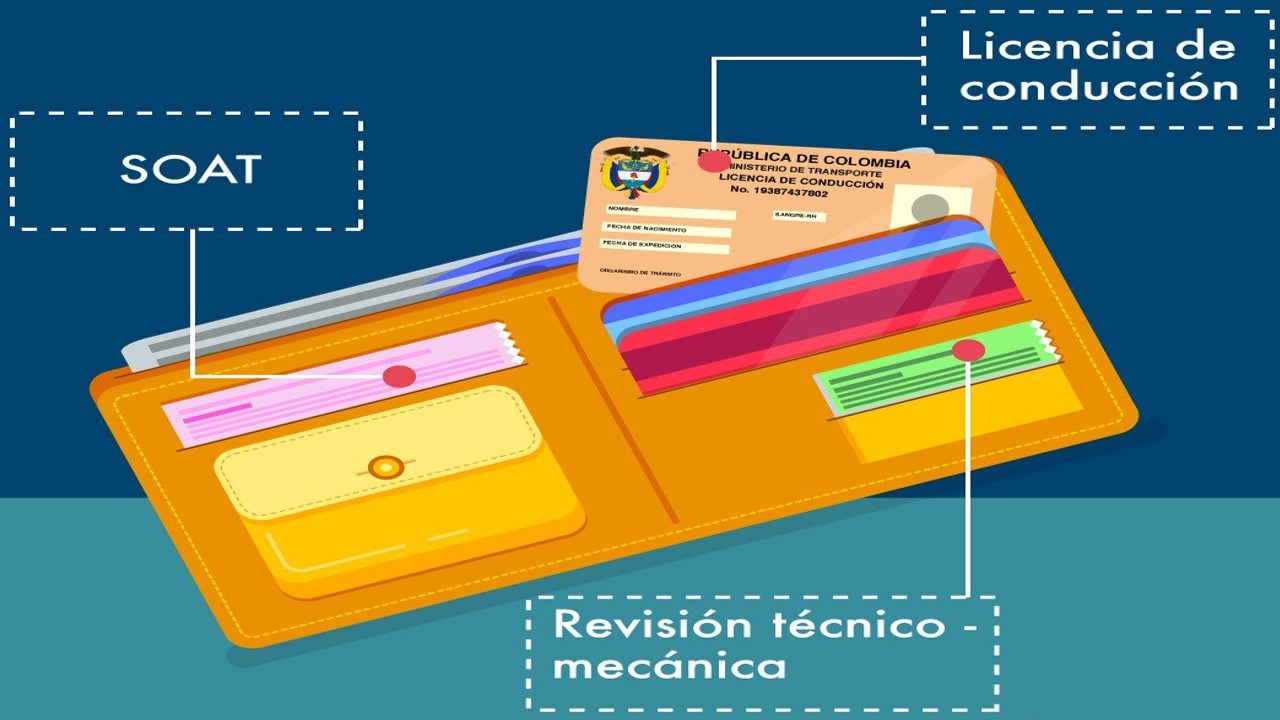 Licencia de
conducción
SOAT
REPÚBLICA DE COLOMBIA
MINISTERIO DE TRANSPORTE
LICENCIA DE CONDUCCIÓN
No. 19387437802
NOMBRE
SANGRE-RH
FECHA DE NACIMIENTO
FECHA DE EXPEDICIÓN
ORGANISMO DE TRÁNSITO
Revisión técnico -
mecánica